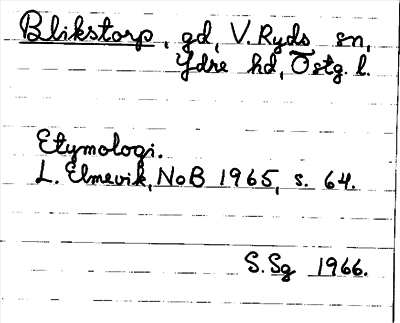 Blikstorp, gd, V. Ryds sn,
Ydre hd, Östg. l.
Etymologi.
L. Elmevik, NoB 1965, s. 64.
S. Sg 1966.